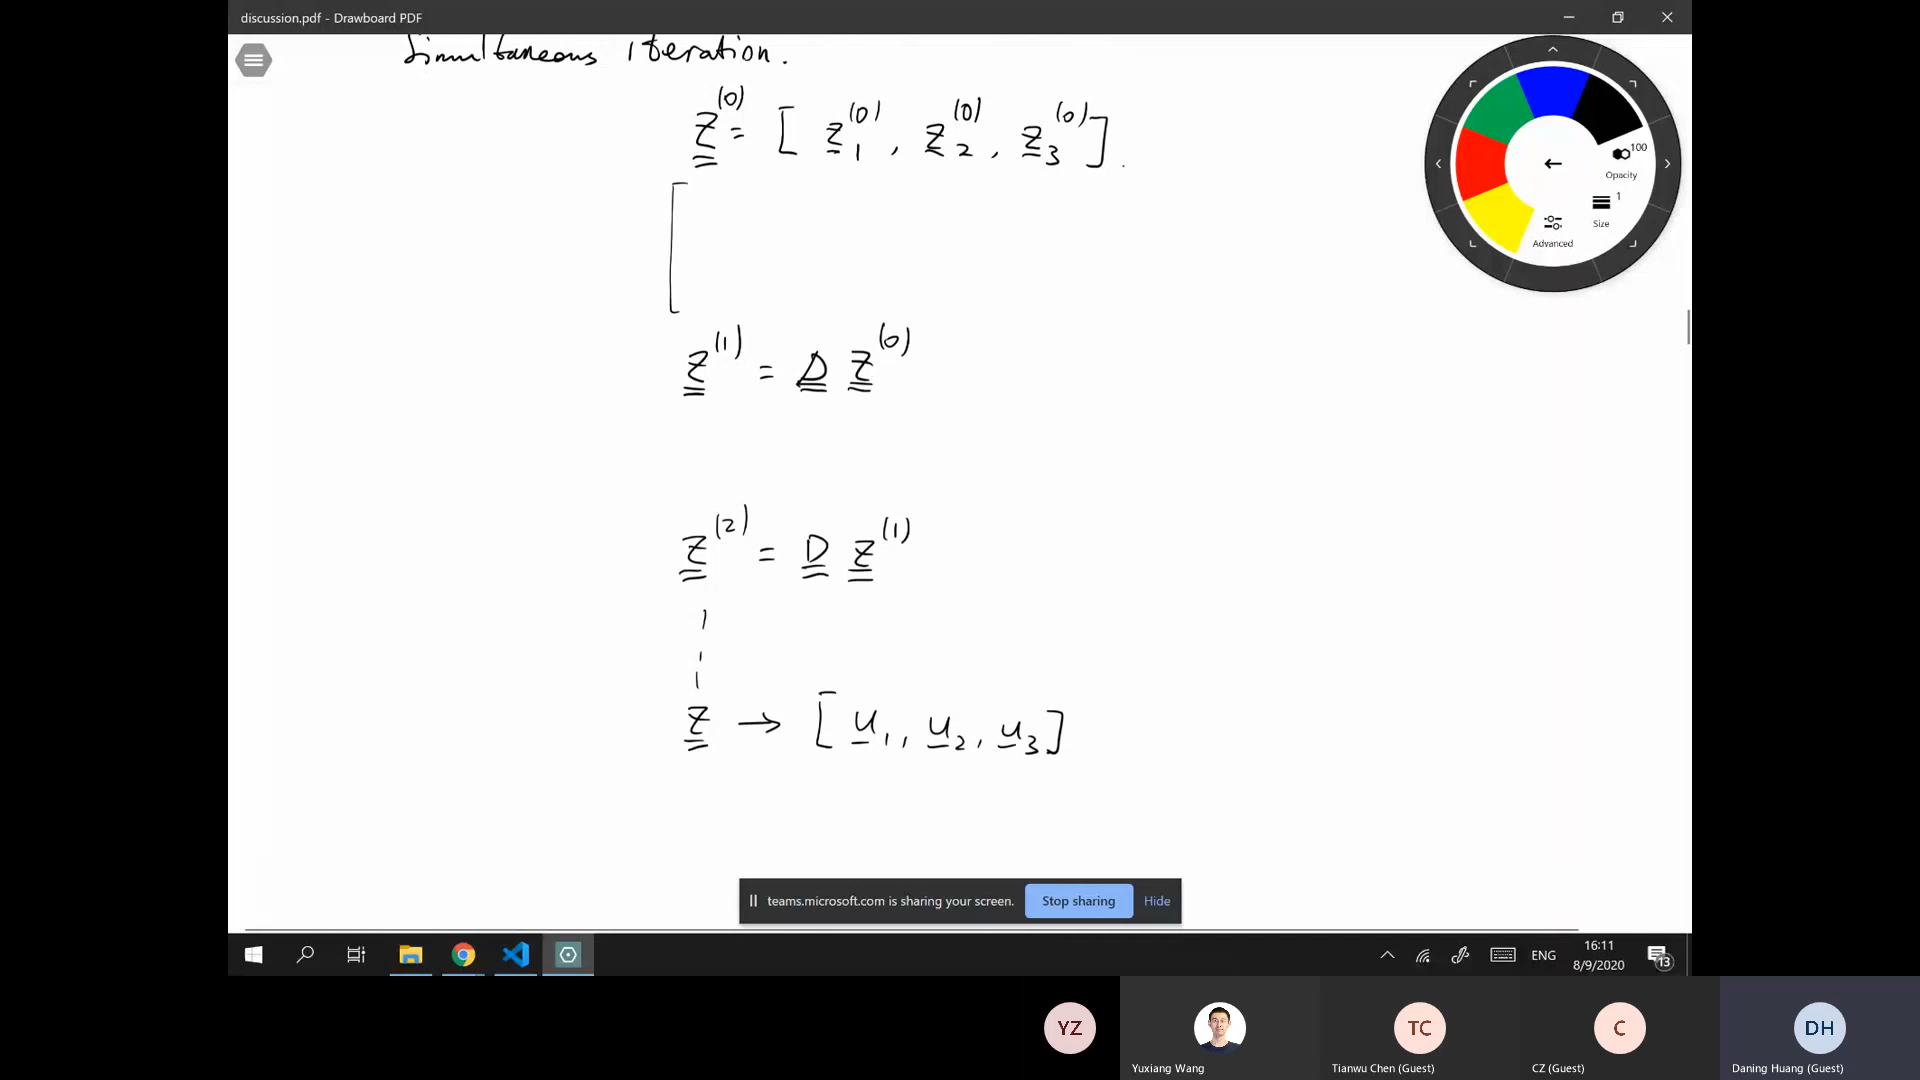 discussion.pdf - Drawboard PDF
Simultaneous iteration.
Z^(0) = [ z_1^(0), z_2^(0), z_3^(0) ].
[
Z^(1) = D Z^(0)
Z^(2) = D Z^(1)
Z → [ u_1, u_2, u_3 ]
100
Opacity
1
Size
Advanced
teams.microsoft.com is sharing your screen. Stop sharing Hide
ENG
16:11
8/9/2020
13
YZ TC C DH
Yuxiang Wang Tianwu Chen (Guest) CZ (Guest) Daning Huang (Guest)